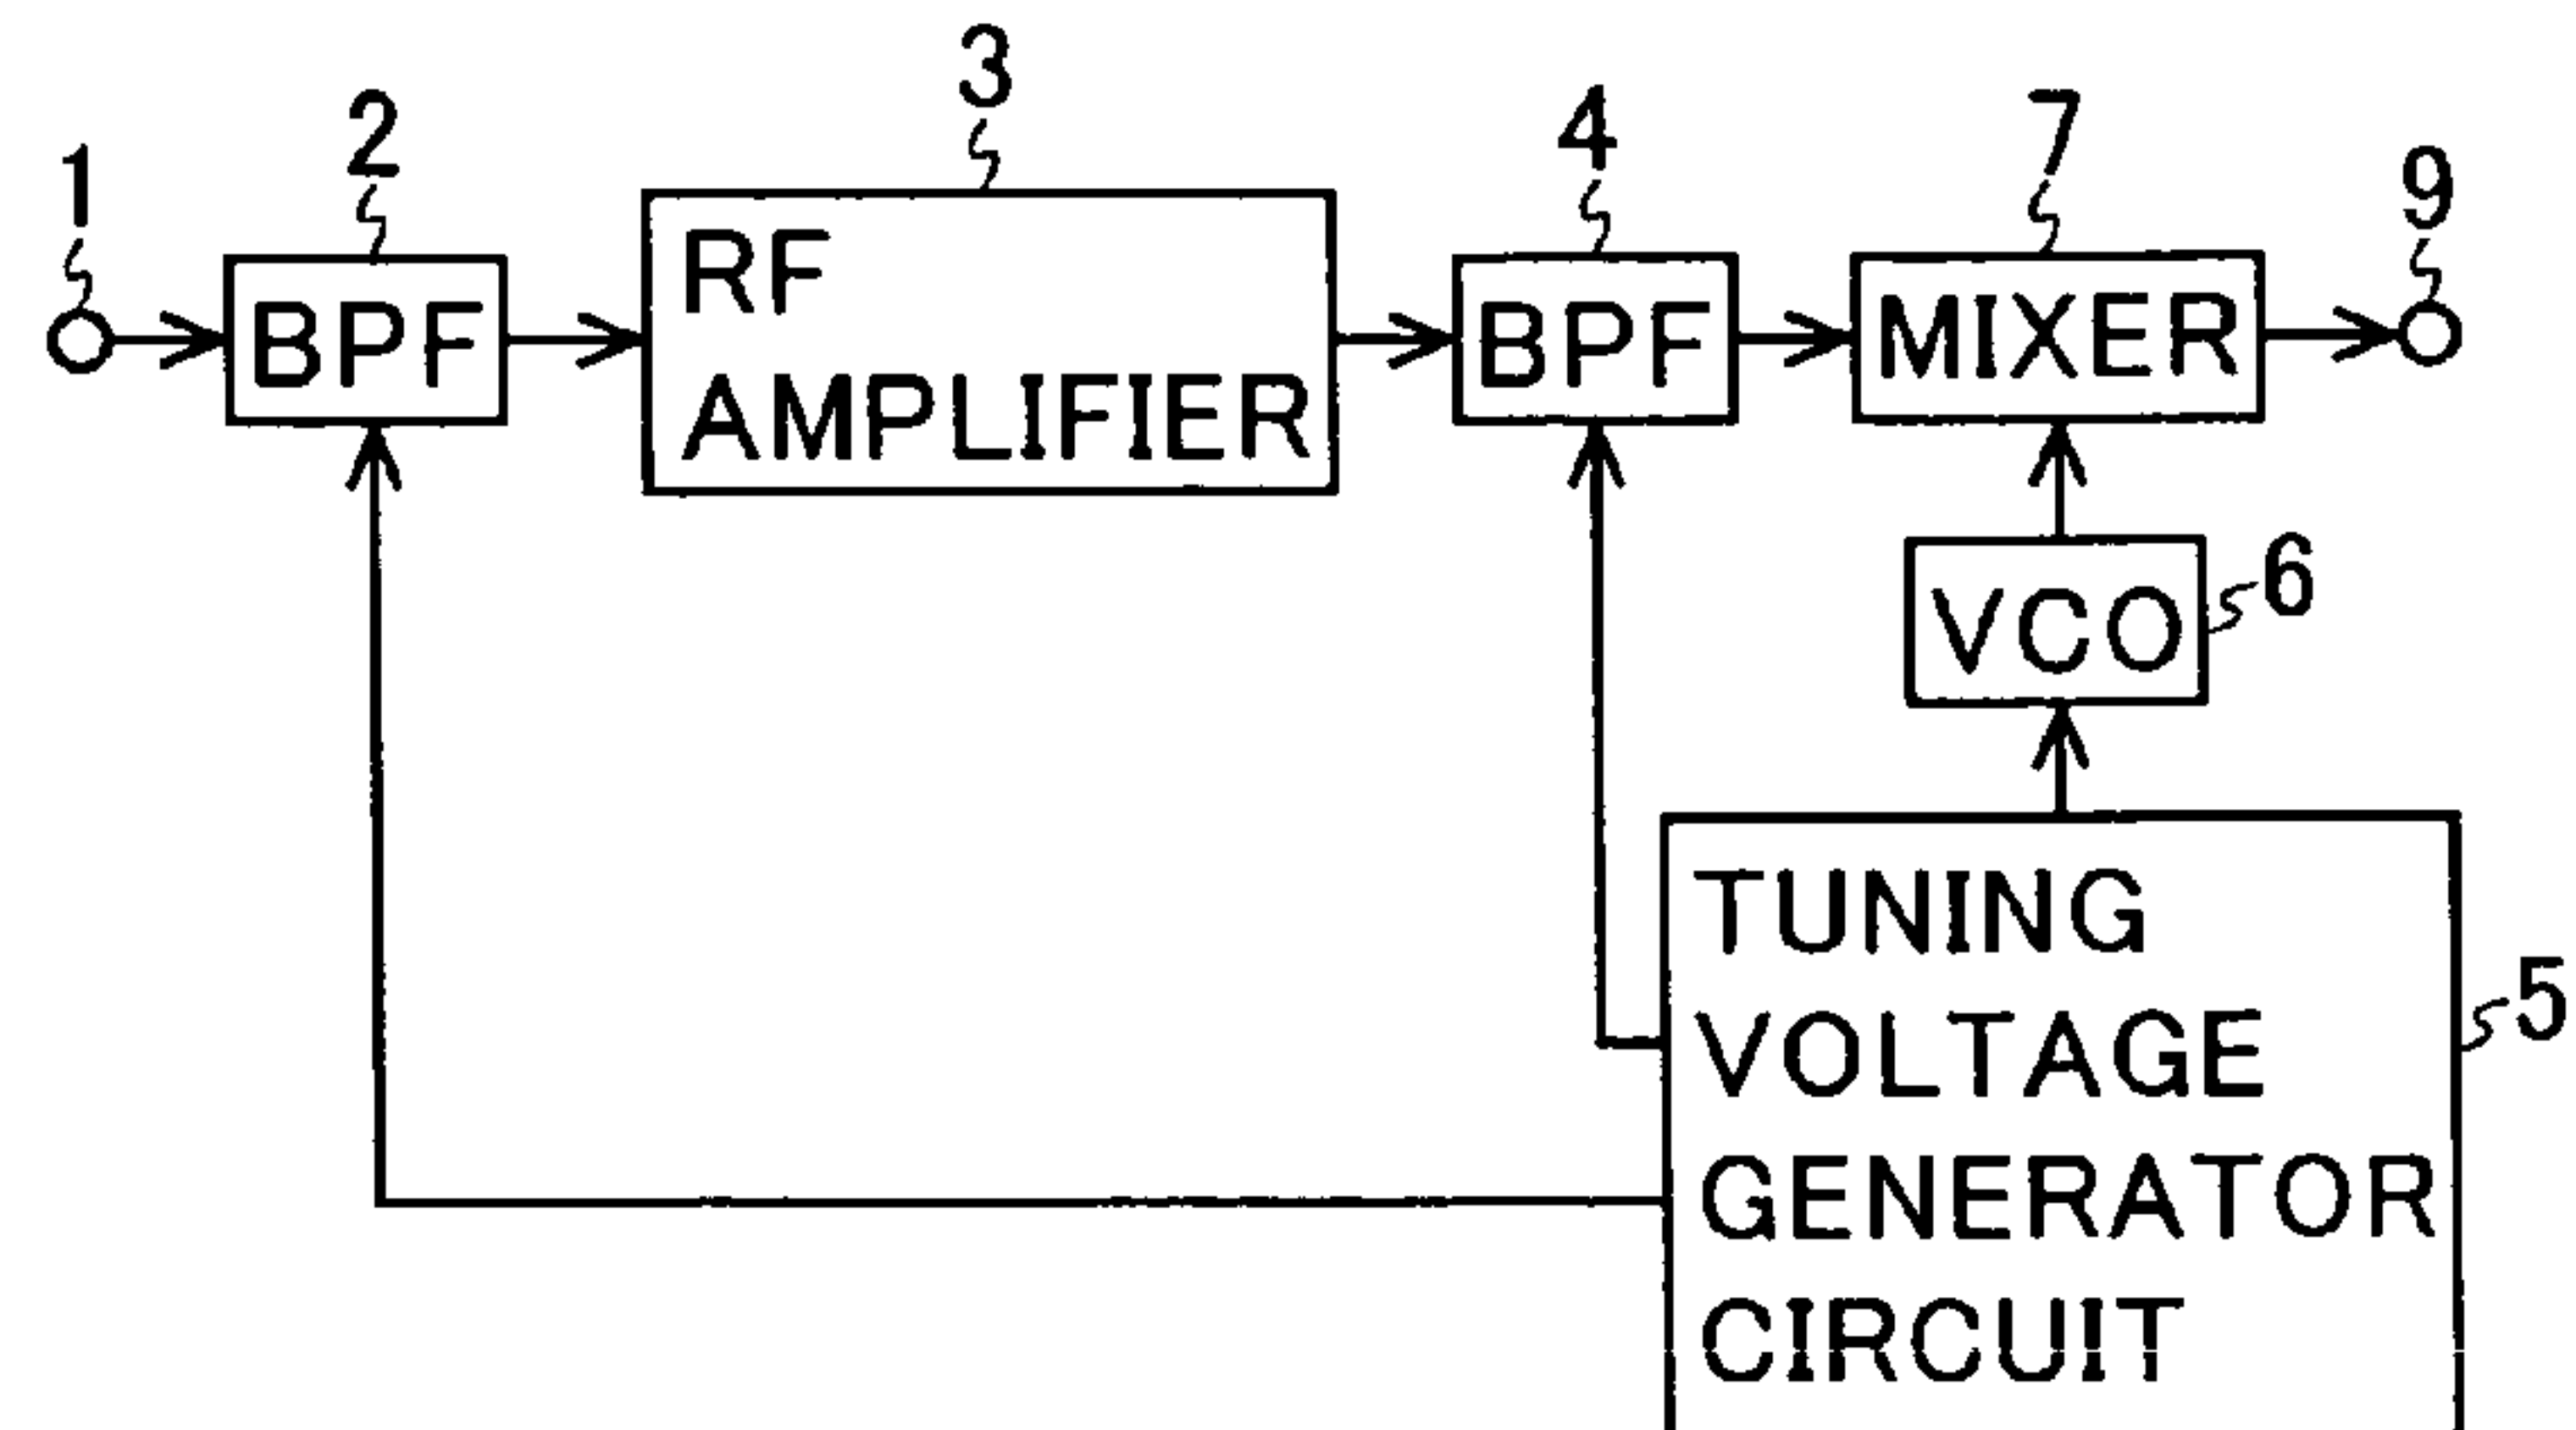 1
2
3
4
7
9
BPF
RF
AMPLIFIER
BPF
MIXER
VCO
6
TUNING
VOLTAGE
GENERATOR
CIRCUIT
5